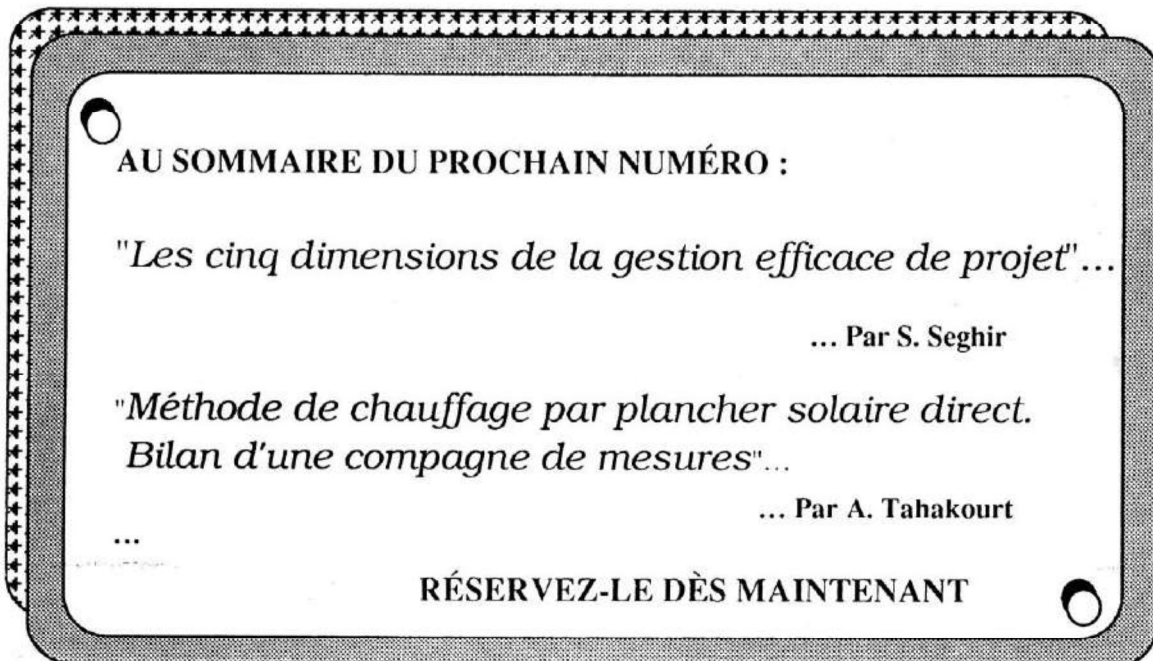 AU SOMMAIRE DU PROCHAIN NUMÉRO :
"Les cinq dimensions de la gestion efficace de projet"...
... Par S. Seghir
"Méthode de chauffage par plancher solaire direct.
Bilan d'une compagne de mesures"...
... Par A. Tahakourt
...
RÉSERVEZ-LE DÈS MAINTENANT